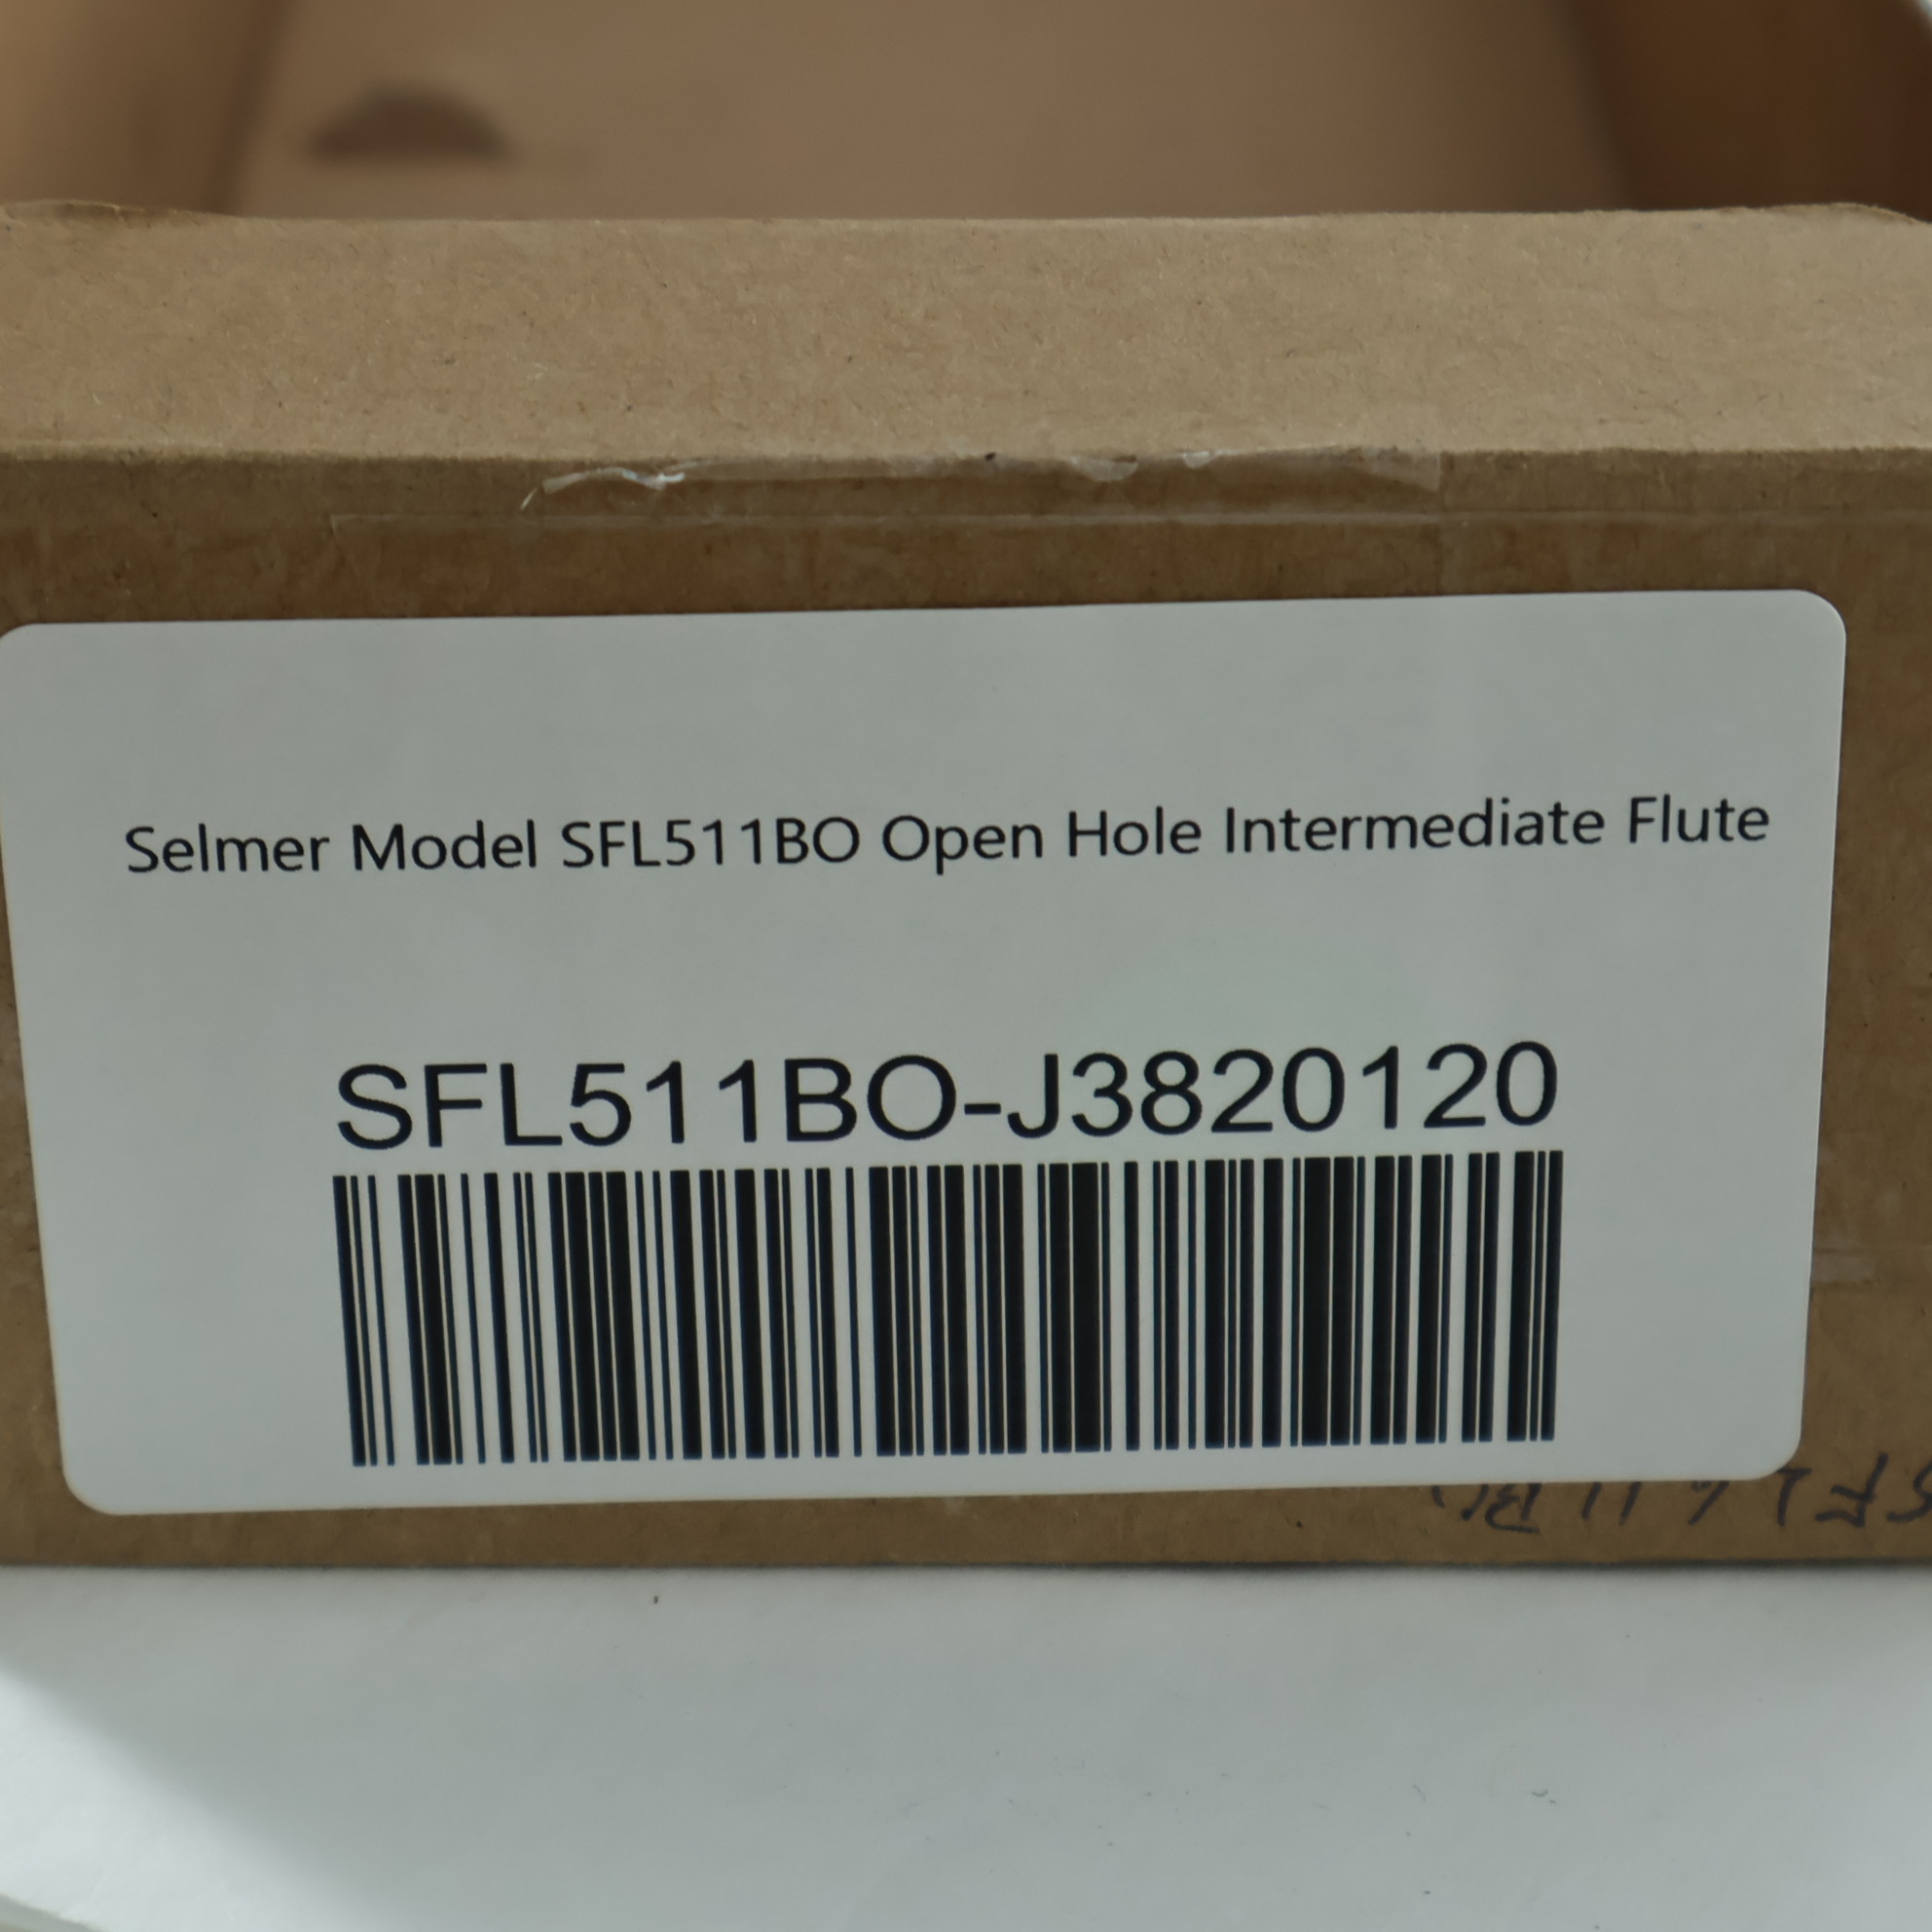 Selmer Model SFL511BO Open Hole Intermediate Flute
SFL511BO-J3820120